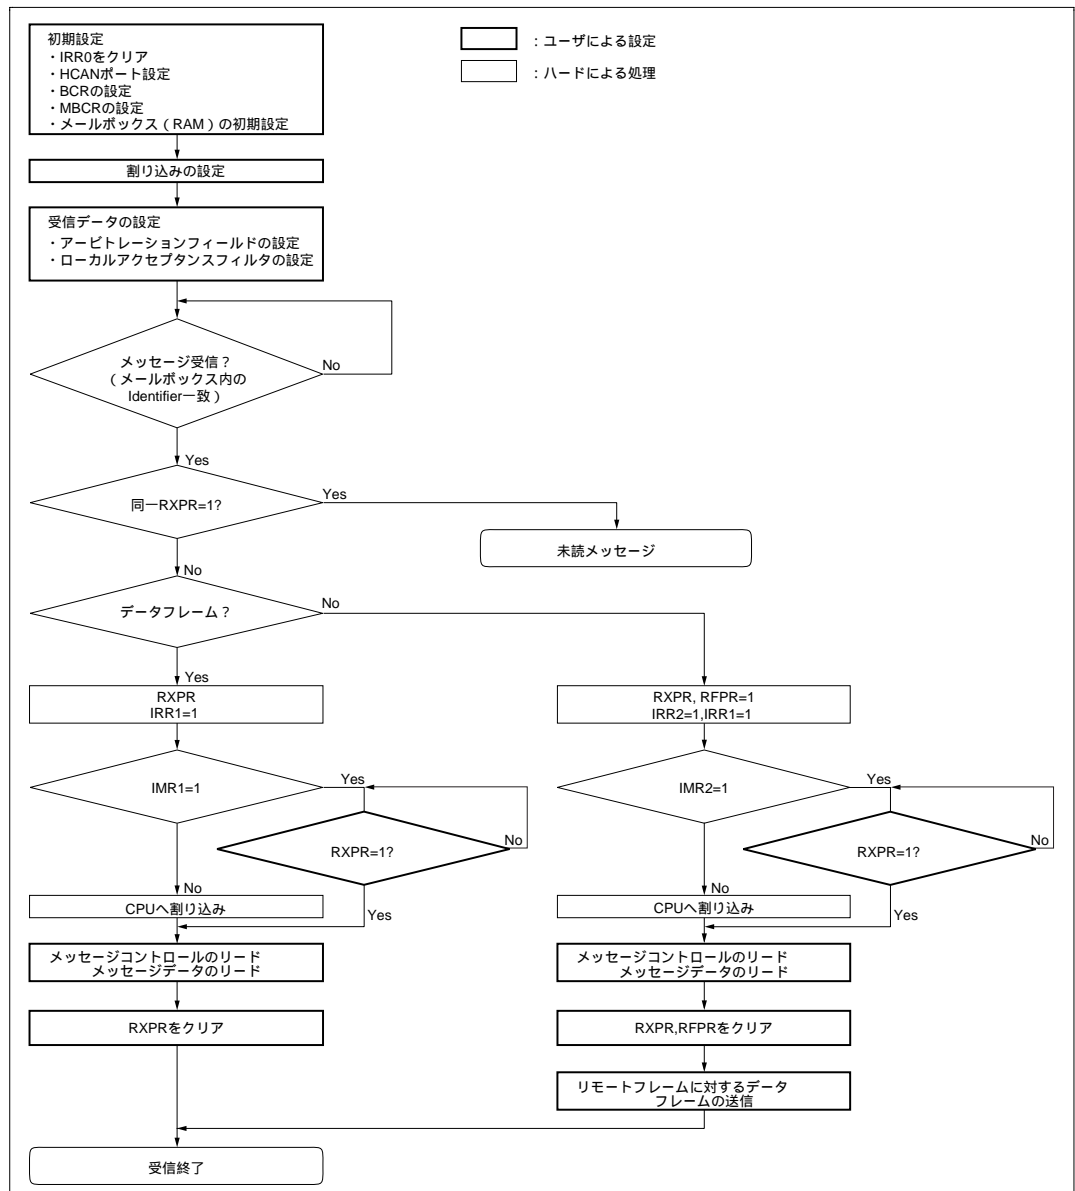 初期設定
・IRR0をクリア
・HCANポート設定
・BCRの設定
・MBCRの設定
・メールボックス（RAM）の初期設定
：ユーザによる設定
：ハードによる処理
割り込みの設定
受信データの設定
・アービトレーションフィールドの設定
・ローカルアクセプタンスフィルタの設定
メッセージ受信？
（メールボックス内の
Identifier一致）
No
Yes
同一RXPR=1?
Yes
未読メッセージ
No
データフレーム？
No
Yes
RXPR
IRR1=1
RXPR, RFPR=1
IRR2=1,IRR1=1
IMR1=1
Yes
RXPR=1?
No
No
Yes
CPUへ割り込み
IMR2=1
Yes
RXPR=1?
No
No
Yes
CPUへ割り込み
メッセージコントロールのリード
メッセージデータのリード
メッセージコントロールのリード
メッセージデータのリード
RXPRをクリア
RXPR,RFPRをクリア
リモートフレームに対するデータ
フレームの送信
受信終了